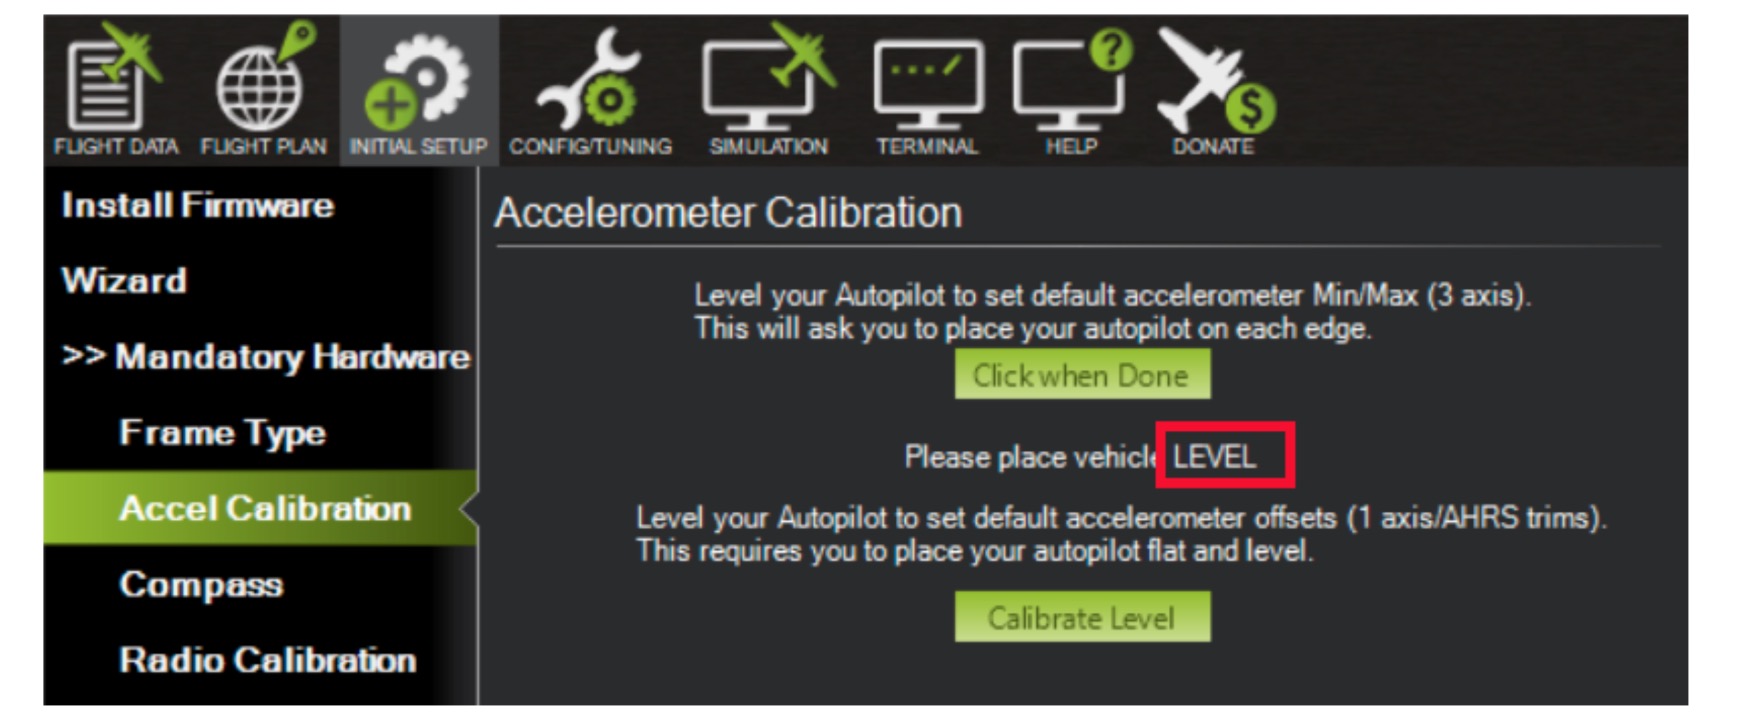 FLIGHT DATA FLIGHT PLAN INITIAL SETUP CONFIG/TUNING SIMULATION TERMINAL HELP DONATE
Install Firmware
Wizard
>> Mandatory Hardware
Frame Type
Accel Calibration
Compass
Radio Calibration
Accelerometer Calibration
Level your Autopilot to set default accelerometer Min/Max (3 axis).
This will ask you to place your autopilot on each edge.
Click when Done
Please place vehicle LEVEL
Level your Autopilot to set default accelerometer offsets (1 axis/AHRS trims).
This requires you to place your autopilot flat and level.
Calibrate Level